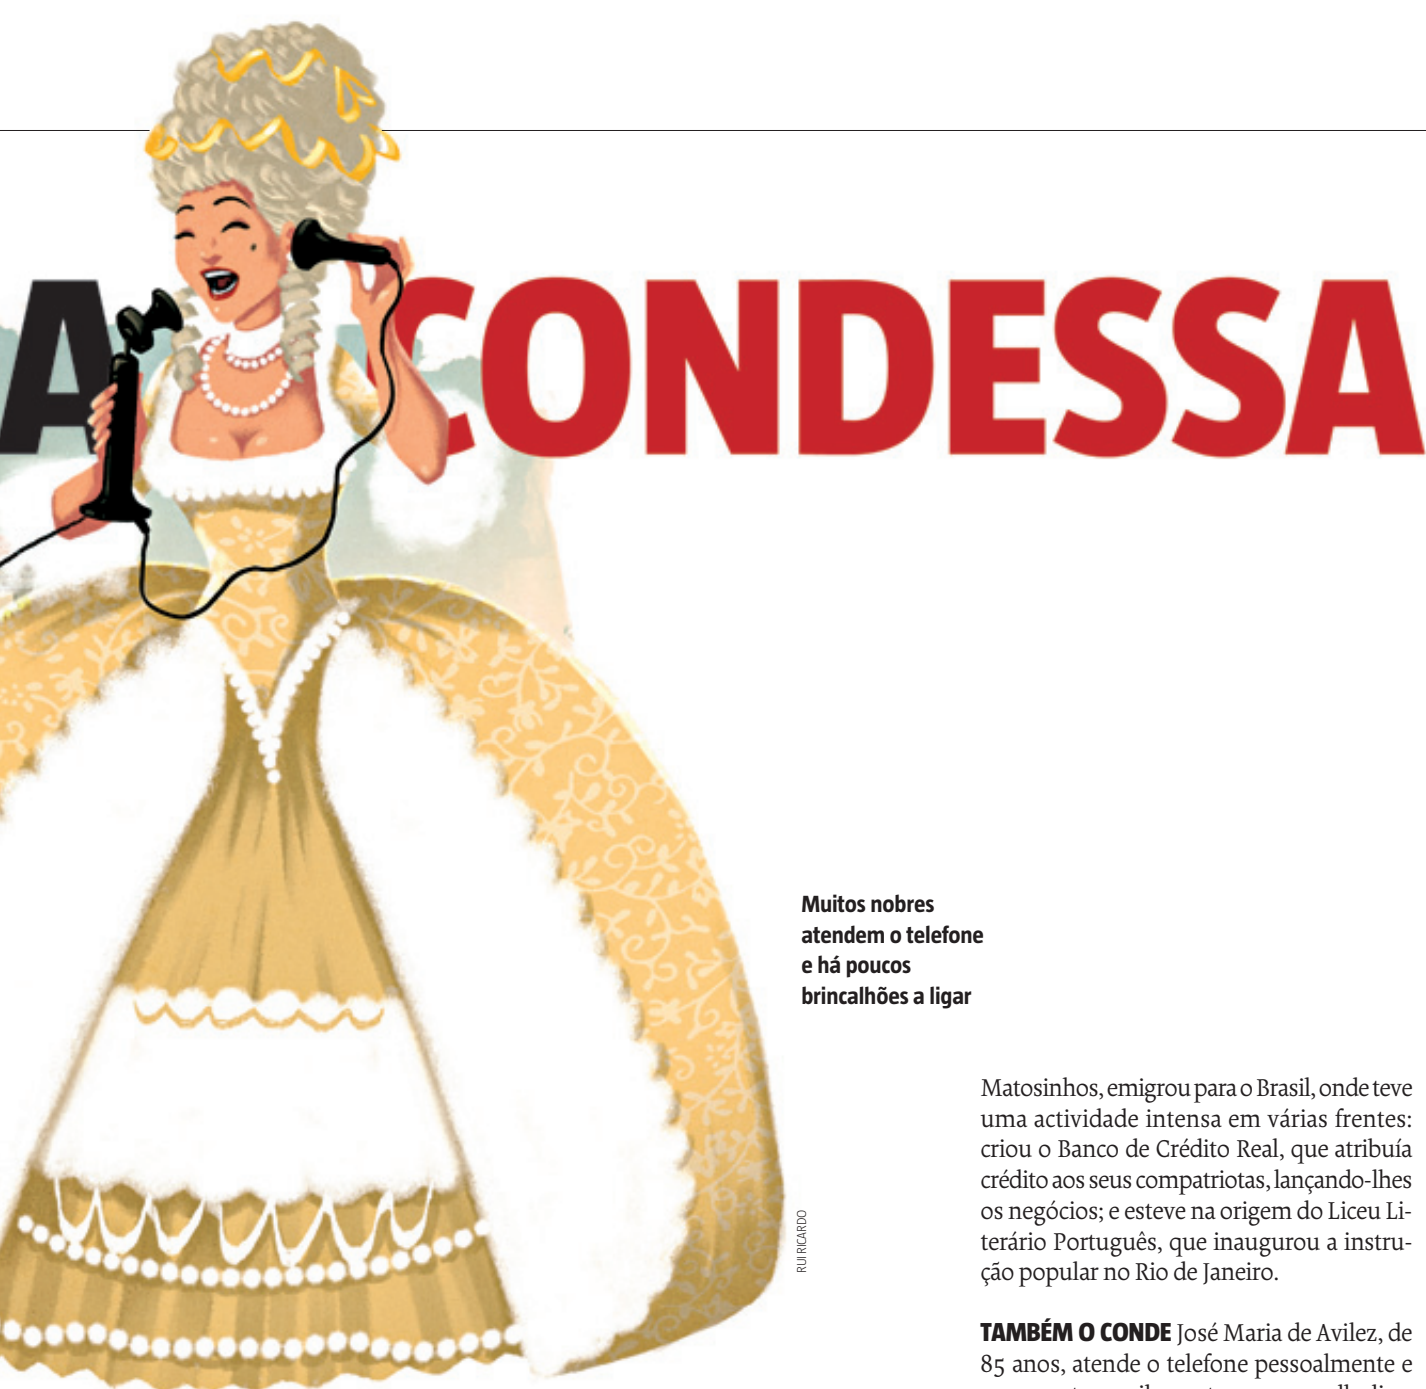 A CONDESSA
Muitos nobres
atendem o telefone
e há poucos
brincalhões a ligar
RUI RICARDO
Matosinhos, emigrou para o Brasil, onde teve
uma actividade intensa em várias frentes:
criou o Banco de Crédito Real, que atribuía
crédito aos seus compatriotas, lançando-lhes
os negócios; e esteve na origem do Liceu Li-
terário Português, que inaugurou a instru-
ção popular no Rio de Janeiro.
TAMBÉM O CONDE José Maria de Avilez, de
85 anos, atende o telefone pessoalmente e